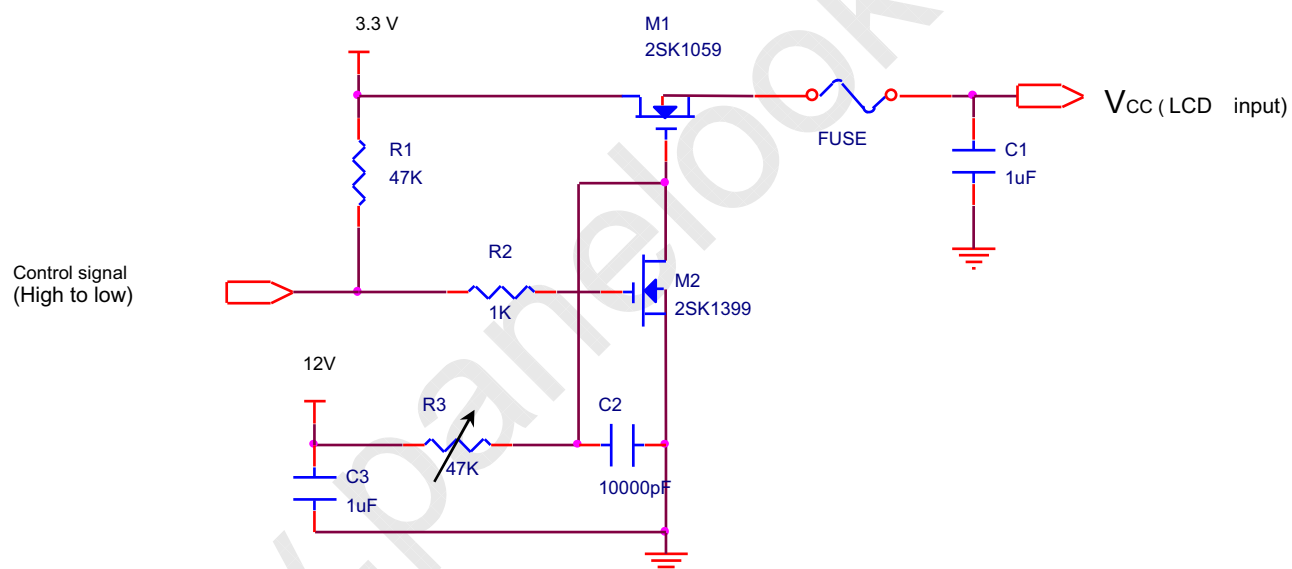 3.3 V
M1
2SK1059
FUSE
VCC ( LCD input)
R1
47K
C1
1uF
Control signal
(High to low)
R2
1K
M2
2SK1399
12V
R3
47K
C2
10000pF
C3
1uF
panelook